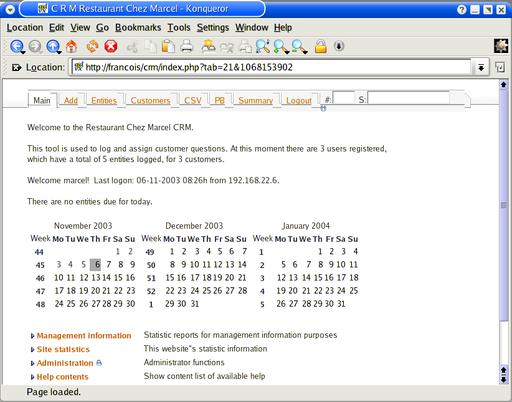 C R M Restaurant Chez Marcel - Konqueror
Location Edit View Go Bookmarks Tools Settings Window Help
Location: http://francois/crm/index.php?tab=21&1068153902
Main Add Entities Customers CSV PB Summary Logout #: S:
Welcome to the Restaurant Chez Marcel CRM.
This tool is used to log and assign customer questions. At this moment there are 3 users registered,
which have a total of 5 entities logged, for 3 customers.
Welcome marcel! Last logon: 06-11-2003 08:26h from 192.168.22.6.
There are no entities due for today.
November 2003 December 2003 January 2004
Week Mo Tu We Th Fr Sa Su Week Mo Tu We Th Fr Sa Su Week Mo Tu We Th Fr Sa Su
44 1 2 49 1 2 3 4 5 6 7 1 1 2 3 4
45 3 4 5 6 7 8 9 50 8 9 10 11 12 13 14 2 5 6 7 8 9 10 11
46 10 11 12 13 14 15 16 51 15 16 17 18 19 20 21 3 12 13 14 15 16 17 18
47 17 18 19 20 21 22 23 52 22 23 24 25 26 27 28 4 19 20 21 22 23 24 25
48 24 25 26 27 28 29 30 1 29 30 31 5 26 27 28 29 30 31
Management information Statistic reports for management information purposes
Site statistics This website"s statistic information
Administration Administrator functions
Help contents Show content list of available help
Page loaded.